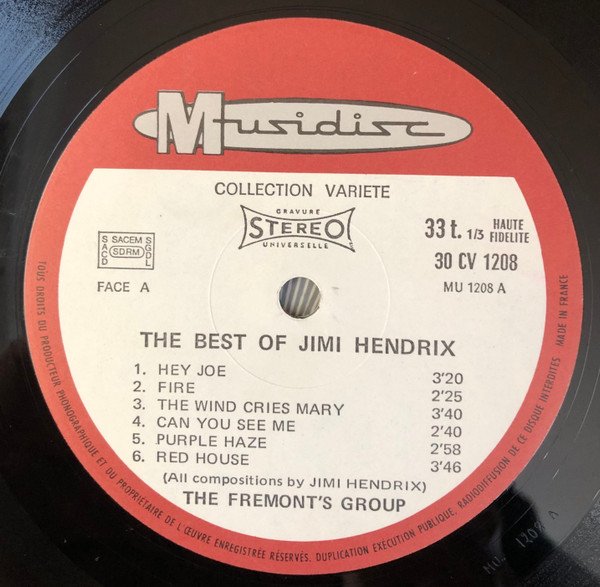 Musidisc
COLLECTION VARIETE
GRAVURE
STEREO
UNIVERSELLE
33 t. 1/3 HAUTE FIDELITE
30 CV 1208
MU 1208 A
SACD SACEM SDRM SGDL
FACE A
THE BEST OF JIMI HENDRIX
1. HEY JOE 3'20
2. FIRE 2'25
3. THE WIND CRIES MARY 3'40
4. CAN YOU SEE ME 2'40
5. PURPLE HAZE 2'58
6. RED HOUSE 3'46
(All compositions by JIMI HENDRIX)
THE FREMONT'S GROUP
TOUS DROITS DU PRODUCTEUR PHONOGRAPHIQUE ET DU PROPRIETAIRE DE L'ŒUVRE ENREGISTRÉE RÉSERVÉS. DUPLICATION EXÉCUTION PUBLIQUE, RADIODIFFUSION DE CE DISQUE INTERDITES MADE IN FRANCE